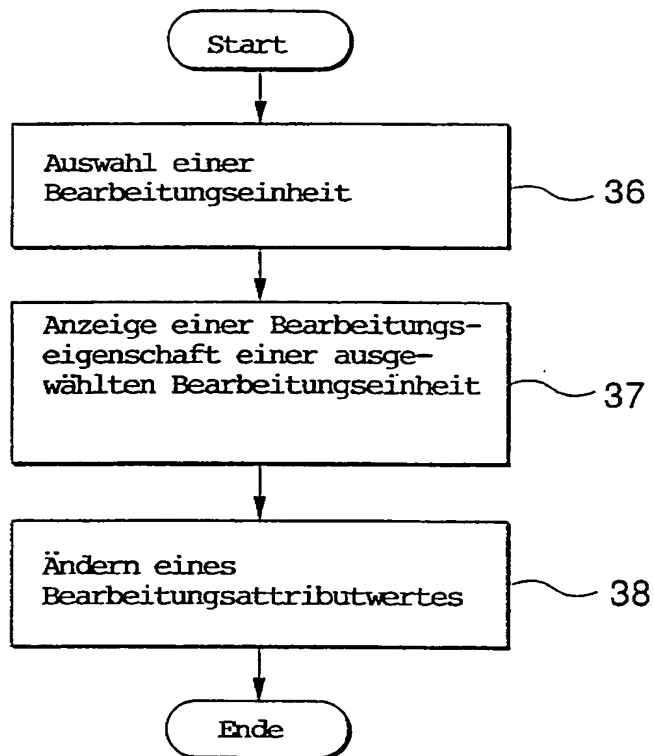 Start
Auswahl einer
Bearbeitungseinheit
36
Anzeige einer Bearbeitungs-
eigenschaft einer ausge-
wählten Bearbeitungseinheit
37
Ändern eines
Bearbeitungsattributwertes
38
Ende